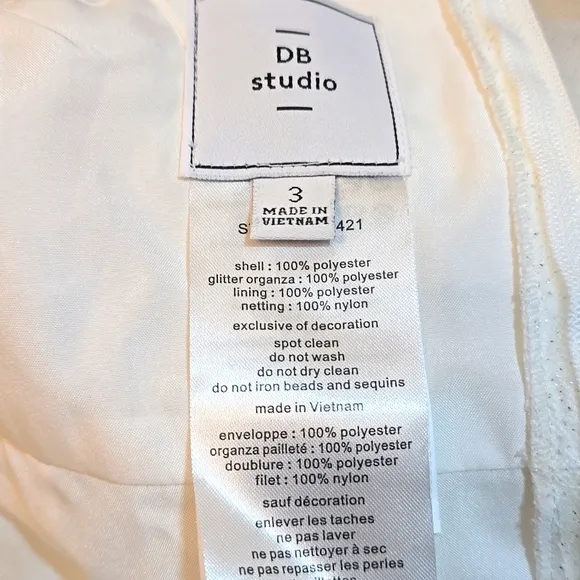 DB
studio
3
MADE IN
VIETNAM
421
shell : 100% polyester
glitter organza : 100% polyester
lining : 100% polyester
netting : 100% nylon
exclusive of decoration
spot clean
do not wash
do not dry clean
do not iron beads and sequins
made in Vietnam
enveloppe : 100% polyester
organza pailleté : 100% polyester
doublure : 100% polyester
filet : 100% nylon
sauf décoration
enlever les taches
ne pas laver
ne pas nettoyer à sec
ne pas repasser les perles